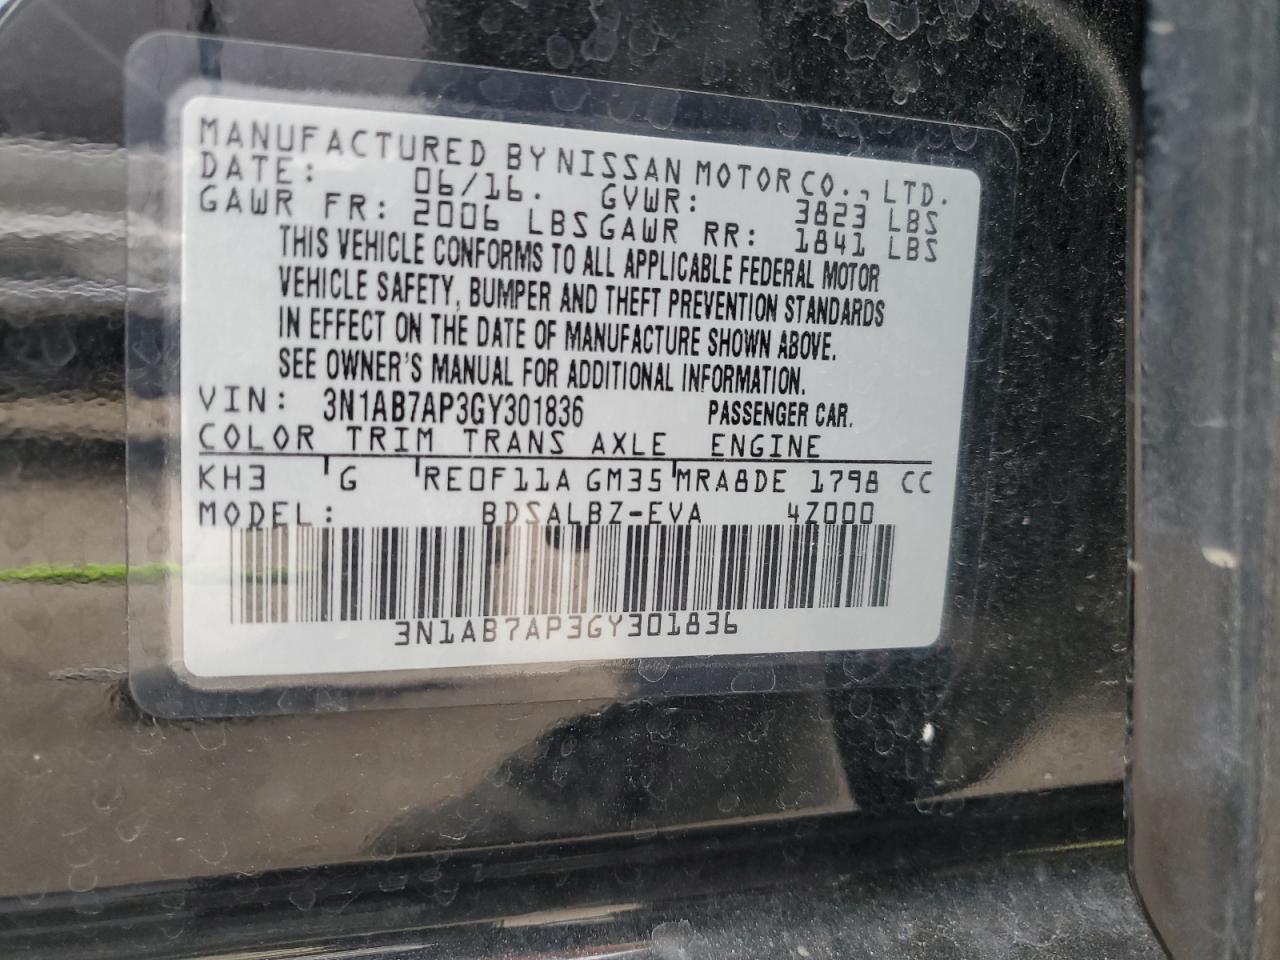 MANUFACTURED BY NISSAN MOTOR CO., LTD.
DATE: 06/16. GVWR: 3823 LBS
GAWR FR: 2006 LBS GAWR RR: 1841 LBS
THIS VEHICLE CONFORMS TO ALL APPLICABLE FEDERAL MOTOR
VEHICLE SAFETY, BUMPER AND THEFT PREVENTION STANDARDS
IN EFFECT ON THE DATE OF MANUFACTURE SHOWN ABOVE.
SEE OWNER'S MANUAL FOR ADDITIONAL INFORMATION.
VIN: 3N1AB7AP3GY301836 PASSENGER CAR.
COLOR TRIM TRANS AXLE ENGINE
KH3 G RE0F11A GM35 MRA8DE 1798 CC
MODEL: BDSALBZ-EVA 4Z000
3N1AB7AP3GY301836